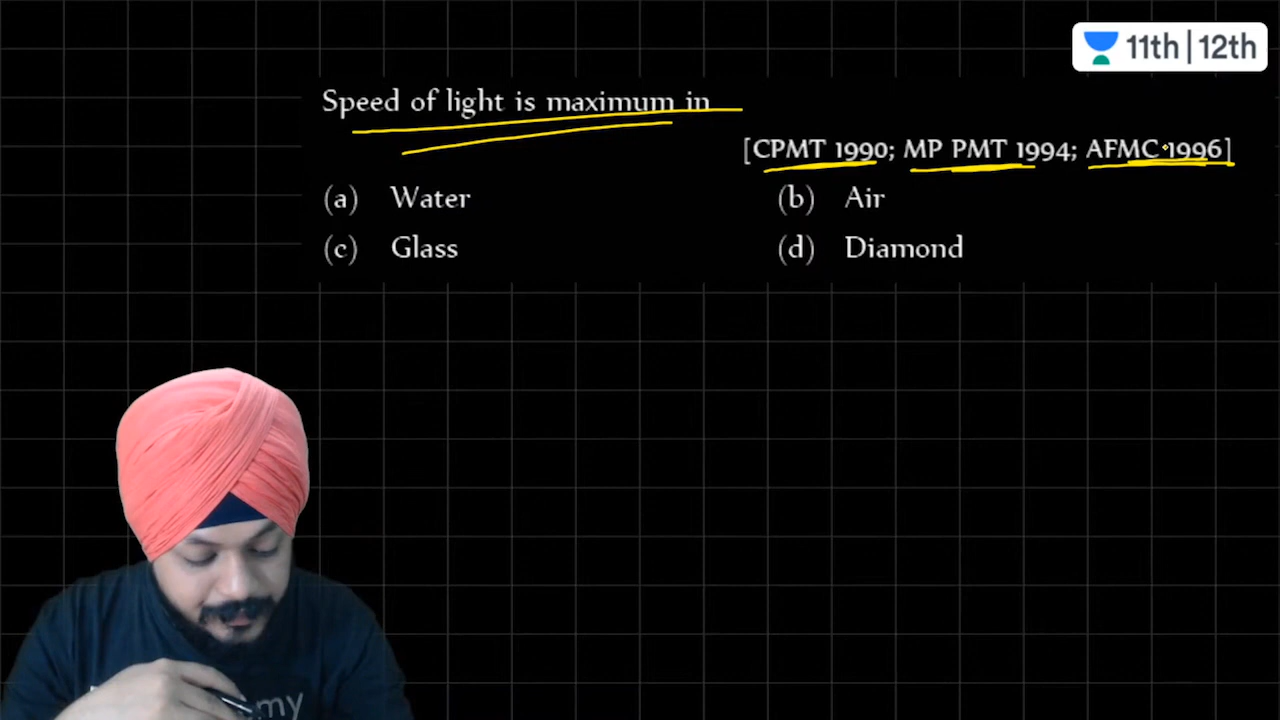 11th | 12th
Speed of light is maximum in
[CPMT 1990; MP PMT 1994; AFMC 1996]
(a) Water (b) Air
(c) Glass (d) Diamond
my